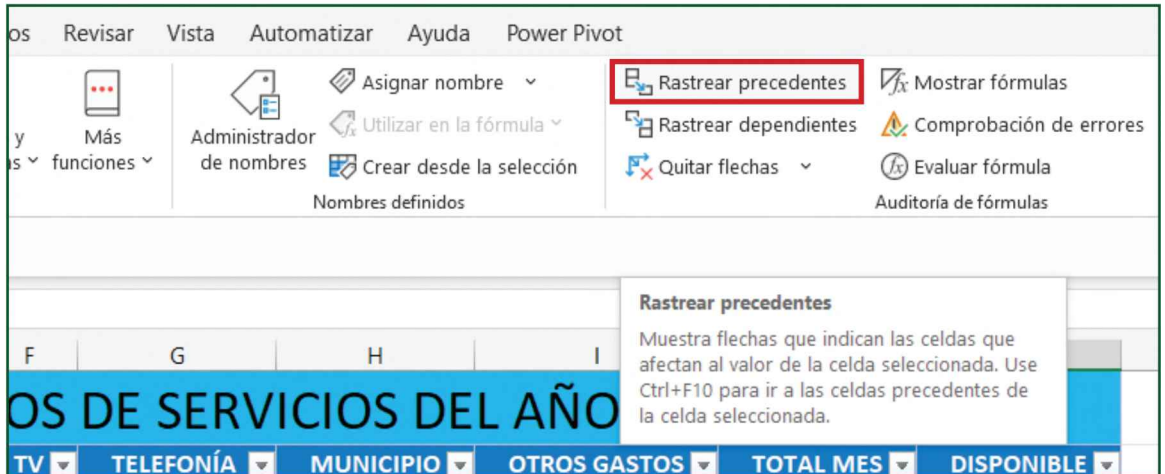 os Revisar Vista Automatizar Ayuda Power Pivot
Asignar nombre Rastrear precedentes Mostrar fórmulas
y Más Administrador Utilizar en la fórmula Rastrear dependientes Comprobación de errores
as funciones de nombres Crear desde la selección Quitar flechas Evaluar fórmula
Nombres definidos Auditoría de fórmulas
Rastrear precedentes
Muestra flechas que indican las celdas que
afectan al valor de la celda seleccionada. Use
Ctrl+F10 para ir a las celdas precedentes de
la celda seleccionada.
F G H I
OS DE SERVICIOS DEL AÑO
TV TELEFONÍA MUNICIPIO OTROS GASTOS TOTAL MES DISPONIBLE